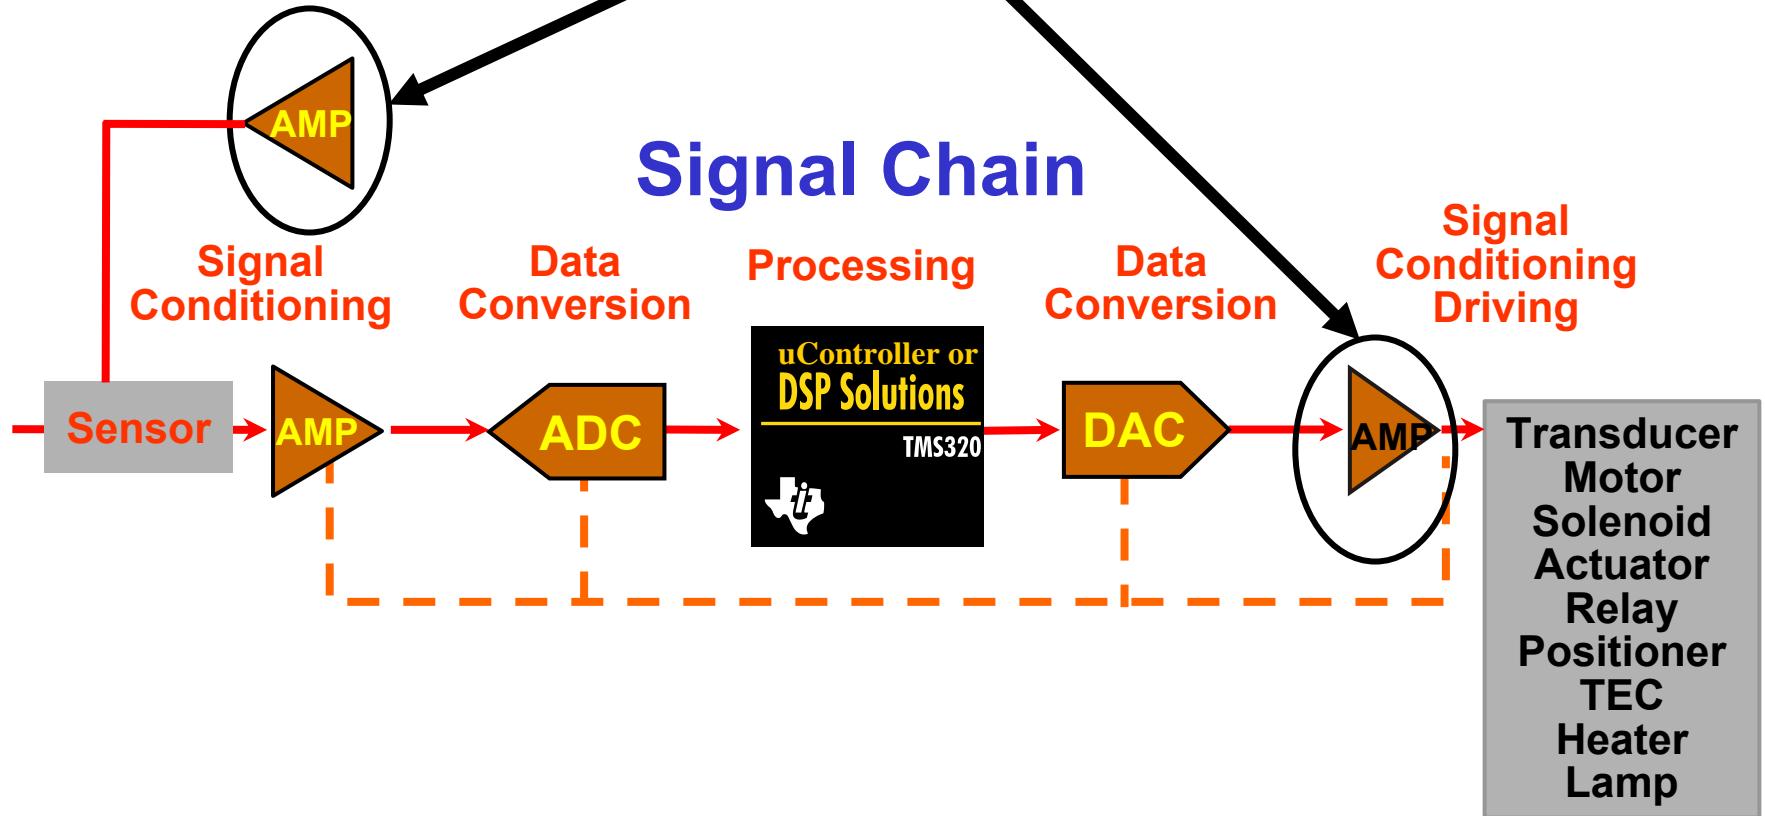 AMP
Signal Chain
Signal
Conditioning
Data
Conversion
Processing
Data
Conversion
Signal
Conditioning
Driving
Sensor
AMP
ADC
uController or
DSP Solutions
TMS320
ti
DAC
AMP
Transducer
Motor
Solenoid
Actuator
Relay
Positioner
TEC
Heater
Lamp